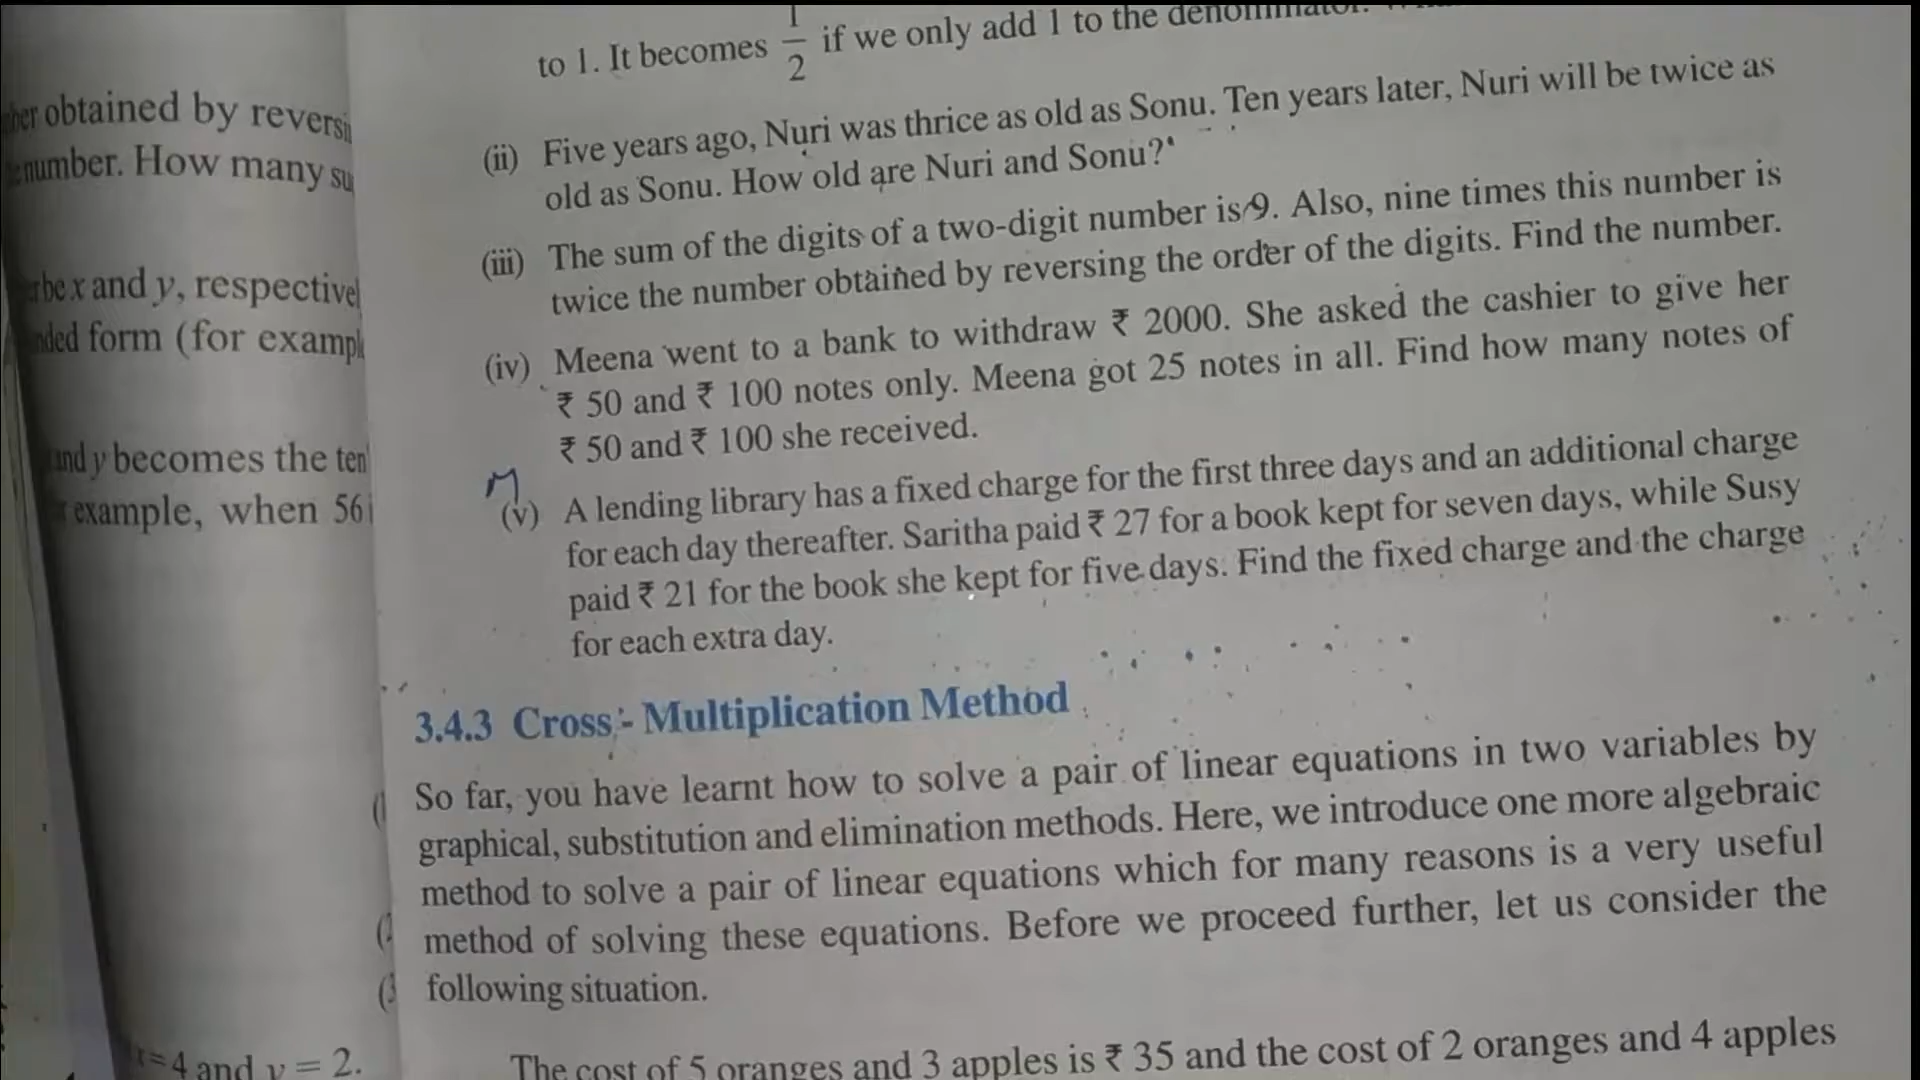 obtained by
number. How many
x and y, respectivel
form (for exampl
and y becomes the ten
example, when 56
x = 4 and y = 2.
to 1. It becomes 1/2 if we only add 1 to the
(ii) Five years ago, Nuri was thrice as old as Sonu. Ten years later, Nuri will be twice as
old as Sonu. How old are Nuri and Sonu?
(iii) The sum of the digits of a two-digit number is 9. Also, nine times this number is
twice the number obtained by reversing the order of the digits. Find the number.
(iv) Meena went to a bank to withdraw ₹ 2000. She asked the cashier to give her
₹ 50 and ₹ 100 notes only. Meena got 25 notes in all. Find how many notes of
₹ 50 and ₹ 100 she received.
(v) A lending library has a fixed charge for the first three days and an additional charge
for each day thereafter. Saritha paid ₹ 27 for a book kept for seven days, while Susy
paid ₹ 21 for the book she kept for five days. Find the fixed charge and the charge
for each extra day.
3.4.3 Cross - Multiplication Method
So far, you have learnt how to solve a pair of linear equations in two variables by
graphical, substitution and elimination methods. Here, we introduce one more algebraic
method to solve a pair of linear equations which for many reasons is a very useful
method of solving these equations. Before we proceed further, let us consider the
following situation.
The cost of 5 oranges and 3 apples is ₹ 35 and the cost of 2 oranges and 4 apples